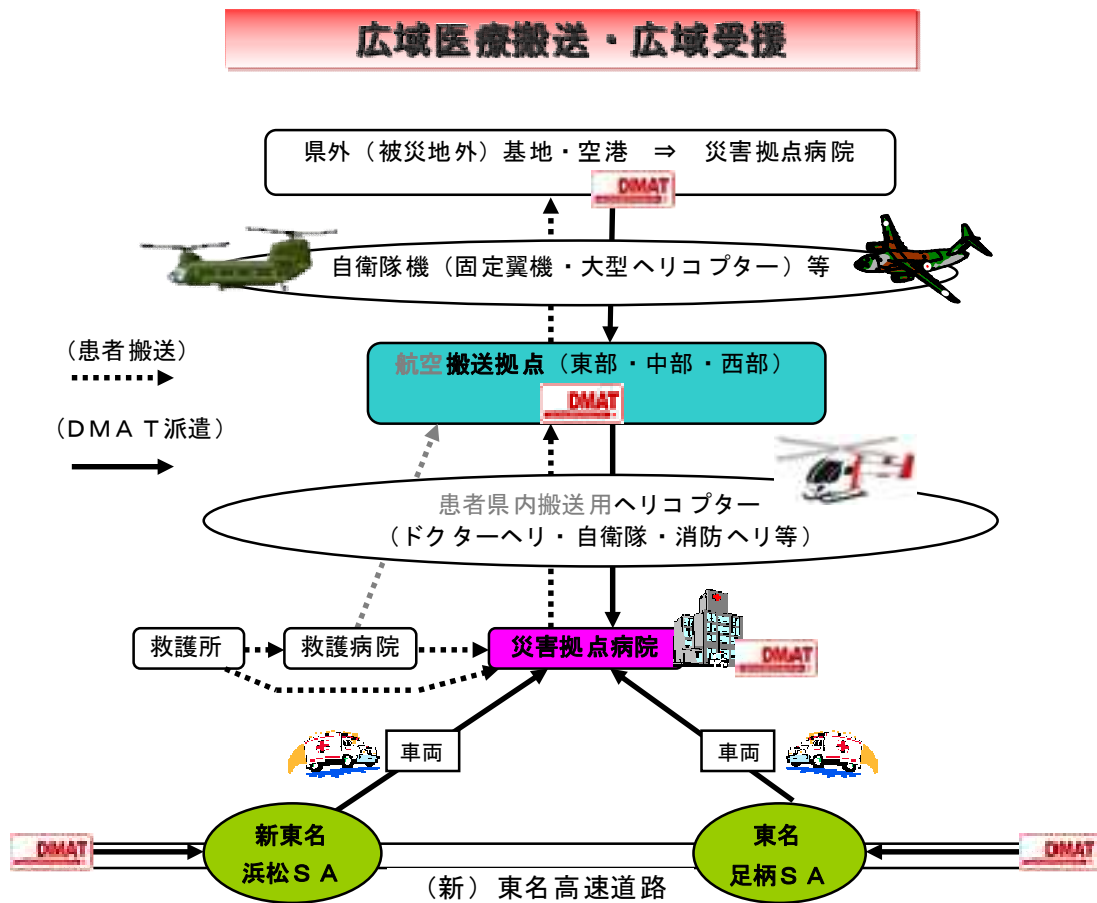 広域医療搬送・広域受援
県外（被災地外）基地・空港　⇒　災害拠点病院
DMAT
自衛隊機（固定翼機・大型ヘリコプター）等
（患者搬送）
航空搬送拠点（東部・中部・西部）
DMAT
（ＤＭＡＴ派遣）
患者県内搬送用ヘリコプター
（ドクターヘリ・自衛隊・消防ヘリ等）
救護所
救護病院
災害拠点病院
DMAT
車両
車両
新東名
浜松ＳＡ
東名
足柄ＳＡ
DMAT
DMAT
（新）東名高速道路